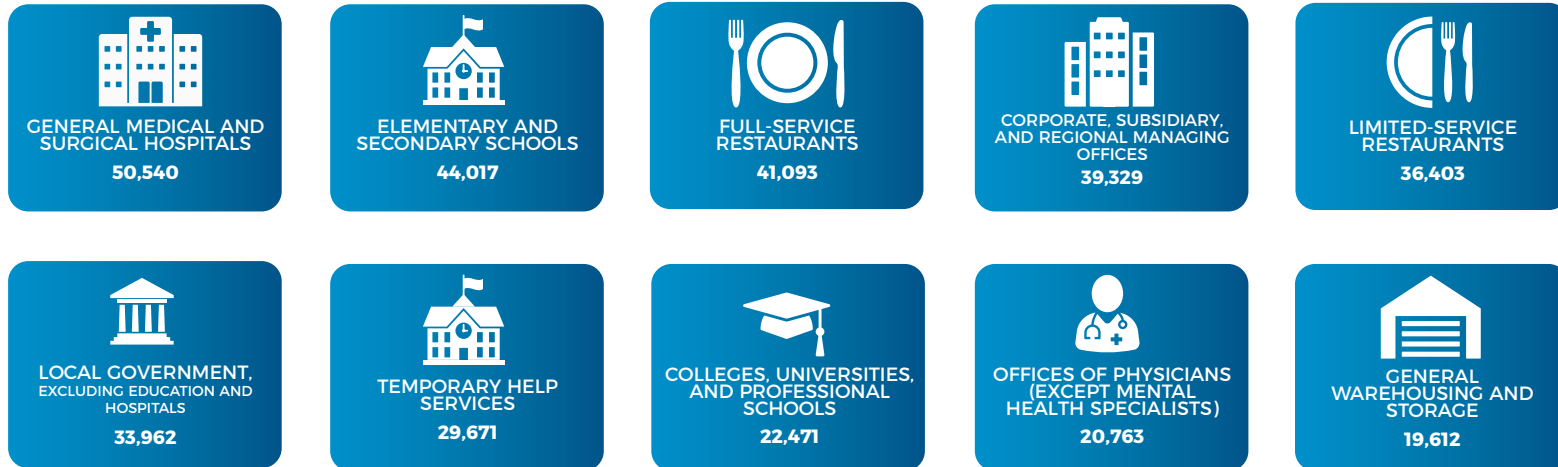 GENERAL MEDICAL AND
SURGICAL HOSPITALS
50,540
ELEMENTARY AND
SECONDARY SCHOOLS
44,017
FULL-SERVICE
RESTAURANTS
41,093
CORPORATE, SUBSIDIARY,
AND REGIONAL MANAGING
OFFICES
39,329
LIMITED-SERVICE
RESTAURANTS
36,403
LOCAL GOVERNMENT,
EXCLUDING EDUCATION AND
HOSPITALS
33,962
TEMPORARY HELP
SERVICES
29,671
COLLEGES, UNIVERSITIES,
AND PROFESSIONAL
SCHOOLS
22,471
OFFICES OF PHYSICIANS
(EXCEPT MENTAL
HEALTH SPECIALISTS)
20,763
GENERAL
WAREHOUSING AND
STORAGE
19,612